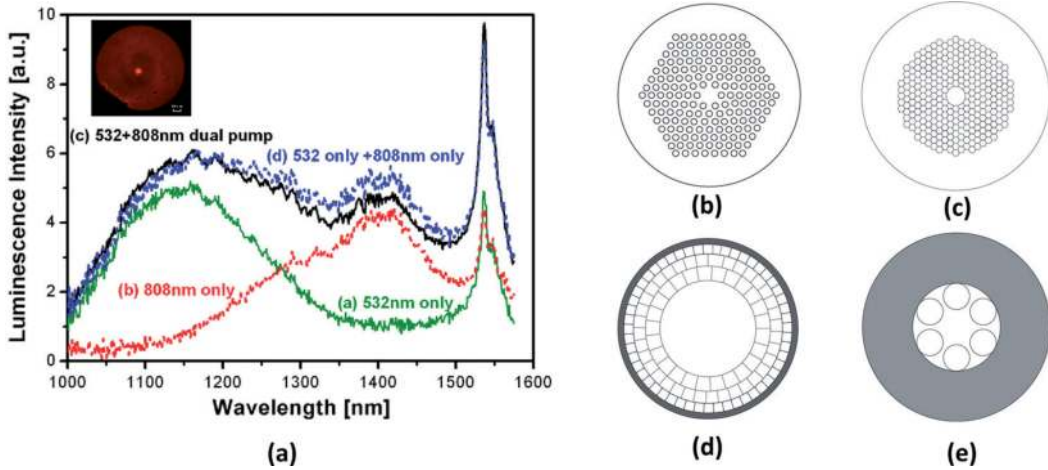 10
8
6
4
2
0
Luminescence Intensity [a.u.]
(c) 532+808nm dual pump
(d) 532 only +808nm only
(b) 808nm only
(a) 532nm only
1000 1100 1200 1300 1400 1500 1600
Wavelength [nm]
(a)
(b)
(c)
(d)
(e)